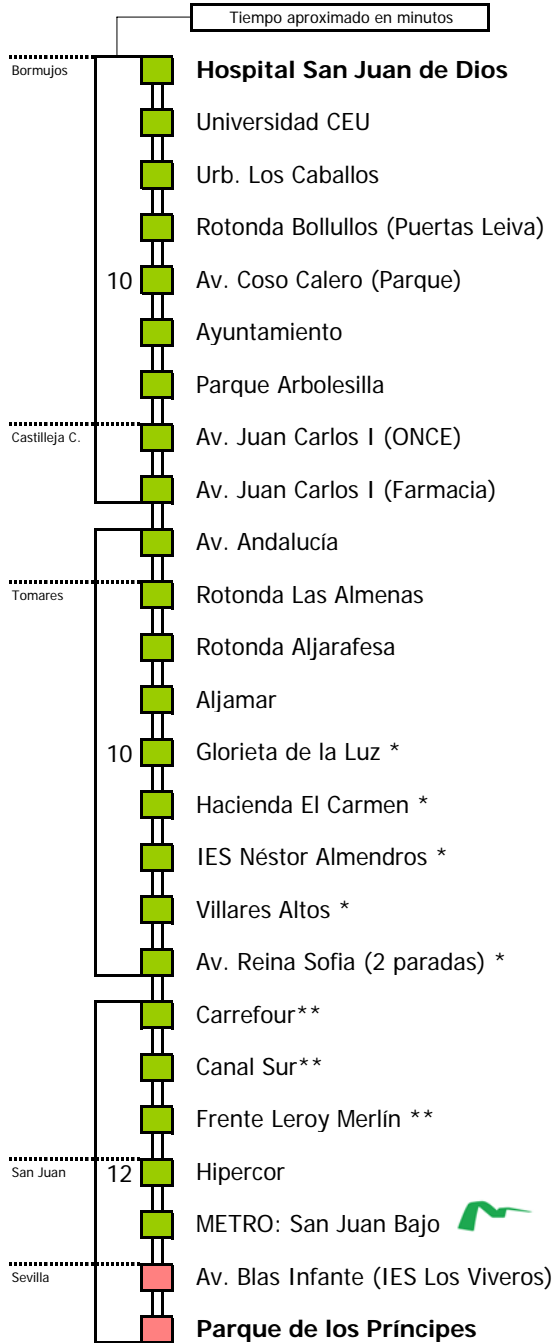 Tiempo aproximado en minutos
Bormujos
Hospital San Juan de Dios
Universidad CEU
Urb. Los Caballos
Rotonda Bollullos (Puertas Leiva)
10
Av. Coso Calero (Parque)
Ayuntamiento
Parque Arbolesilla
Castilleja C.
Av. Juan Carlos I (ONCE)
Av. Juan Carlos I (Farmacia)
Av. Andalucía
Tomares
Rotonda Las Almenas
Rotonda Aljarafesa
Aljamar
10
Glorieta de la Luz *
Hacienda El Carmen *
IES Néstor Almendros *
Villares Altos *
Av. Reina Sofia (2 paradas) *
Carrefour**
Canal Sur**
Frente Leroy Merlín **
San Juan
12
Hipercor
METRO: San Juan Bajo
Sevilla
Av. Blas Infante (IES Los Viveros)
Parque de los Príncipes